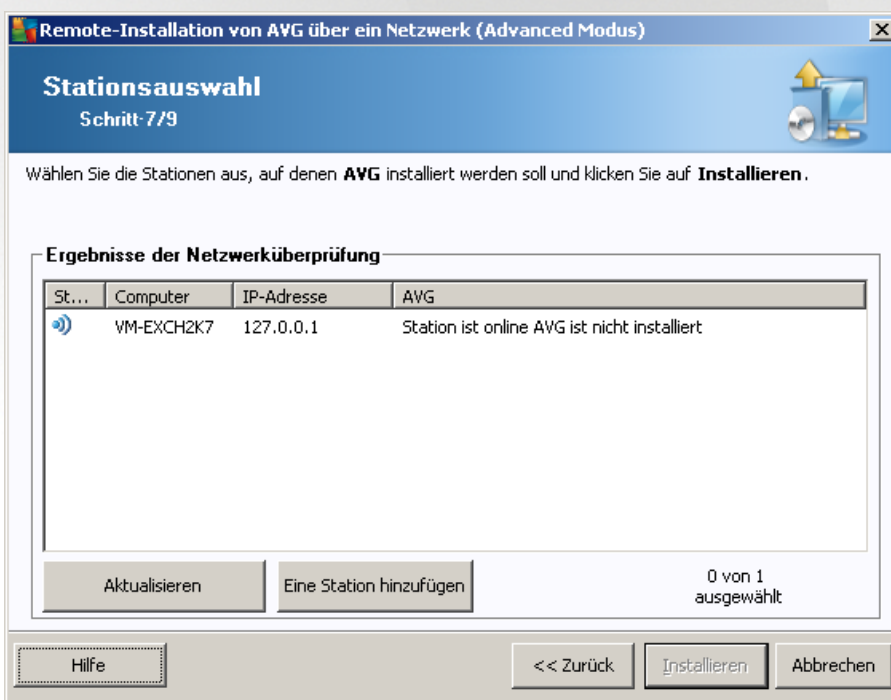 Remote-Installation von AVG über ein Netzwerk (Advanced Modus)
Stationsauswahl
Schritt-7/9
Wählen Sie die Stationen aus, auf denen AVG installiert werden soll und klicken Sie auf Installieren.
Ergebnisse der Netzwerküberprüfung
St... Computer IP-Adresse AVG
VM-EXCH2K7 127.0.0.1 Station ist online AVG ist nicht installiert
Aktualisieren Eine Station hinzufügen 0 von 1
ausgewählt
Hilfe << Zurück Installieren Abbrechen